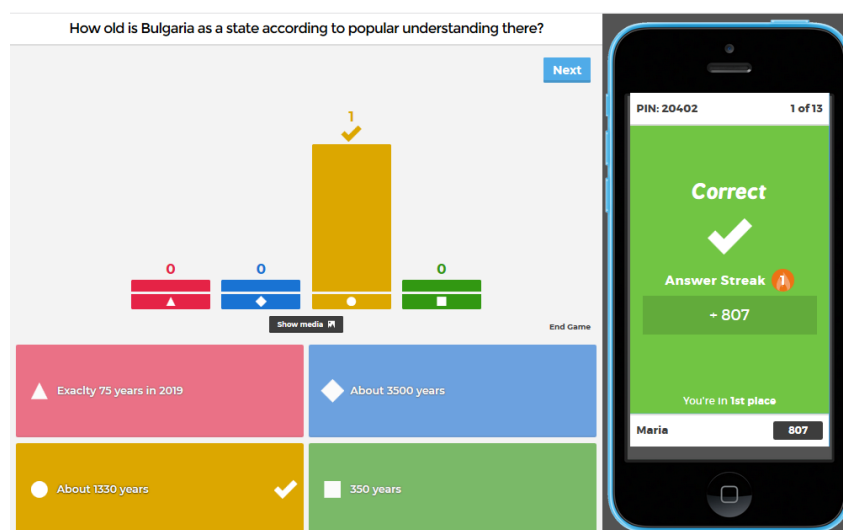 How old is Bulgaria as a state according to popular understanding there?
Next
1
0
0
0
Show media
End Game
Exaclty 75 years in 2019
About 3500 years
About 1330 years
350 years
PIN: 20402
1 of 13
Correct
Answer Streak 1
+ 807
You're in 1st place
Maria
807